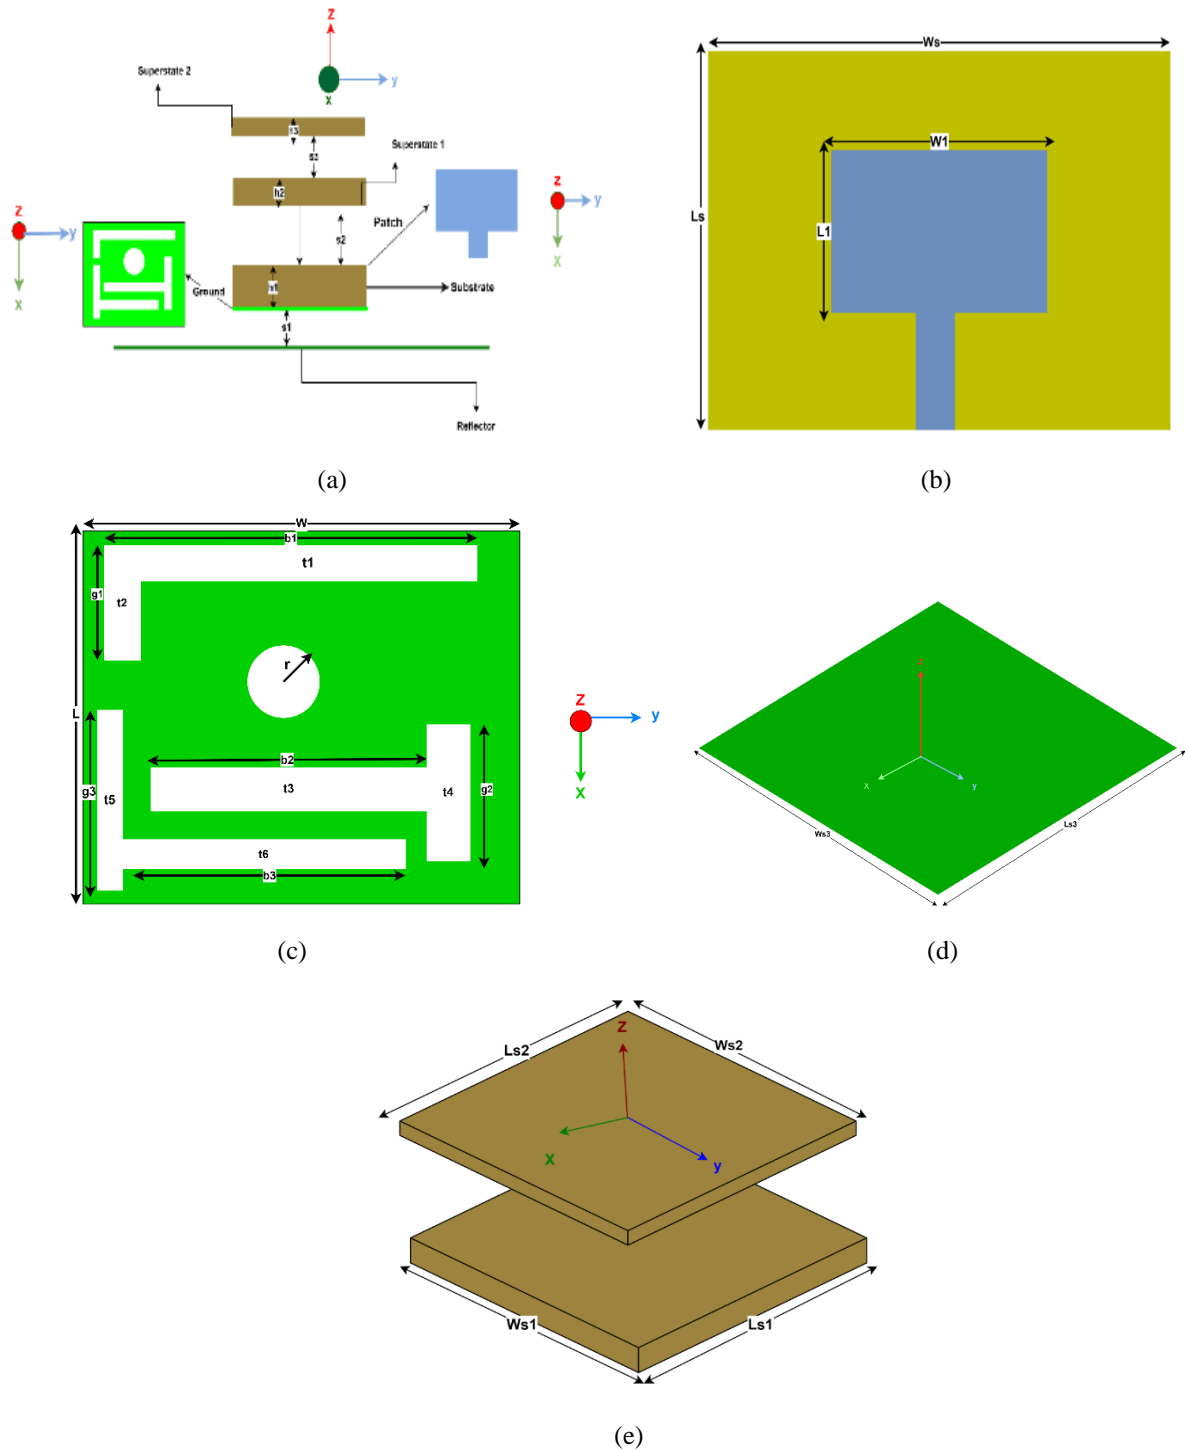 Z
y
X
Superstate 2
t3
s3
Superstate 1
h2
s2
Patch
Z
y
X
Z
y
X
h1
Substrate
Ground
s1
Reflector
(a)
Ws
W1
Ls
L1
(b)
W
b1
t1
g1
t2
r
L
b2
g3
t5
t3
t4
g2
t6
b3
Z
y
X
(c)
z
X
y
Ws3
Ls3
(d)
Z
Ls2
Ws2
X
y
Ws1
Ls1
(e)